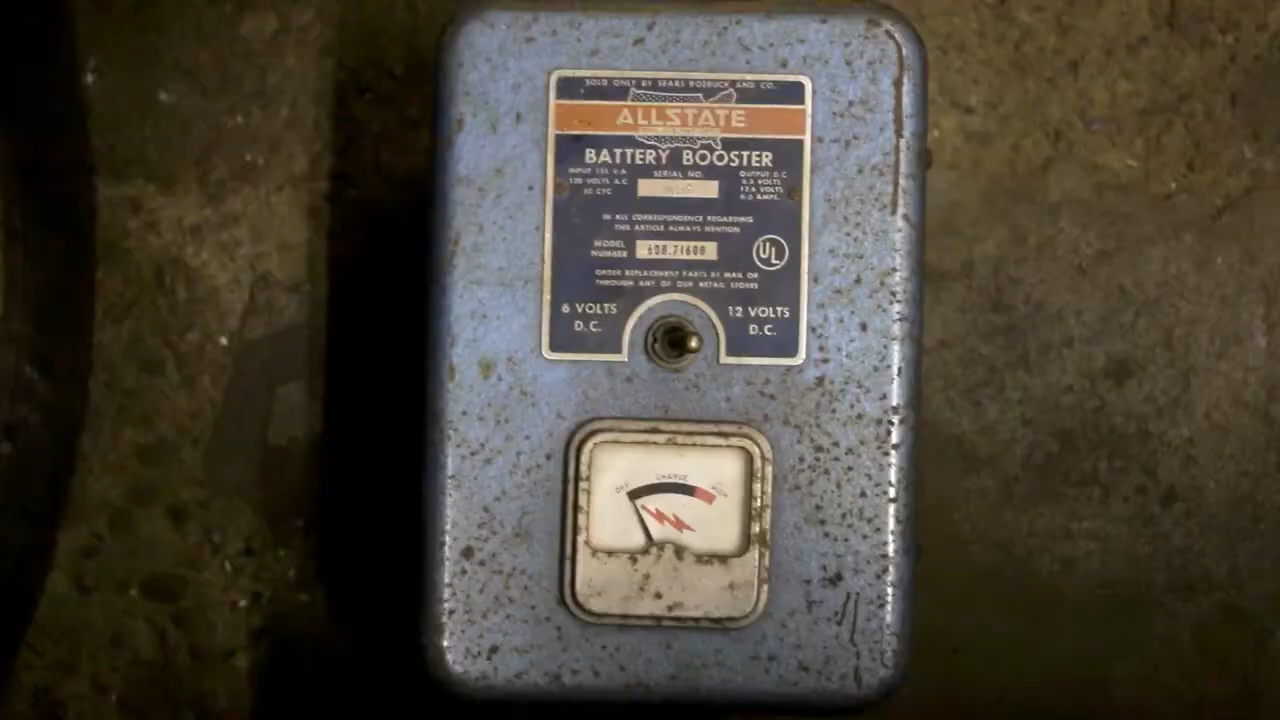 SOLD ONLY BY SEARS ROEBUCK AND CO.
ALLSTATE
BATTERY BOOSTER
INPUT 155 V.A.
120 VOLTS A.C.
60 CYC
SERIAL NO.
OUTPUT D.C
6.3 VOLTS
12.6 VOLTS
6.0 AMPS.
IN ALL CORRESPONDENCE REGARDING
THIS ARTICLE ALWAYS MENTION
MODEL
NUMBER
608.71600
UL
ORDER REPLACEMENT PARTS BY MAIL OR
THROUGH ANY OF OUR RETAIL STORES
6 VOLTS
D.C.
12 VOLTS
D.C.
OFF
CHARGE
HIGH